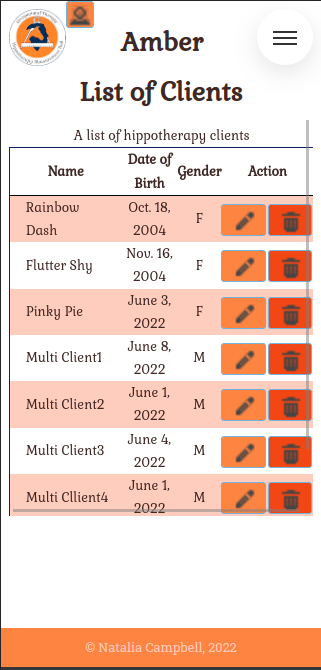 Amber
List of Clients
A list of hippotherapy clients
Name Date of Birth Gender Action
Rainbow Dash Oct. 18, 2004 F
Flutter Shy Nov. 16, 2004 F
Pinky Pie June 3, 2022 F
Multi Client1 June 8, 2022 M
Multi Client2 June 1, 2022 M
Multi Client3 June 4, 2022 M
Multi Cllient4 June 1, 2022 M
© Natalia Campbell, 2022